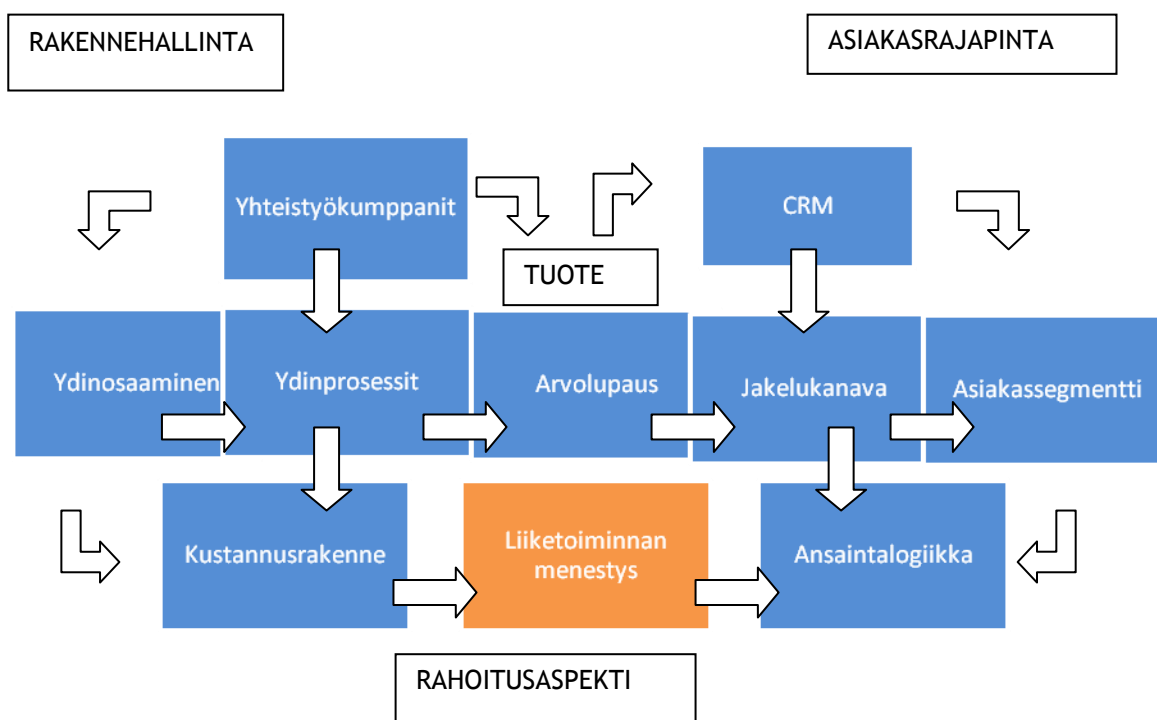 RAKENNEHALLINTA
ASIAKASRAJAPINTA
Yhteistyökumppanit
CRM
TUOTE
Ydinosaaminen
Ydinprosessit
Arvolupaus
Jakelukanava
Asiakassegmentti
Kustannusrakenne
Liiketoiminnan
menestys
Ansaintalogiikka
RAHOITUSASPEKTI